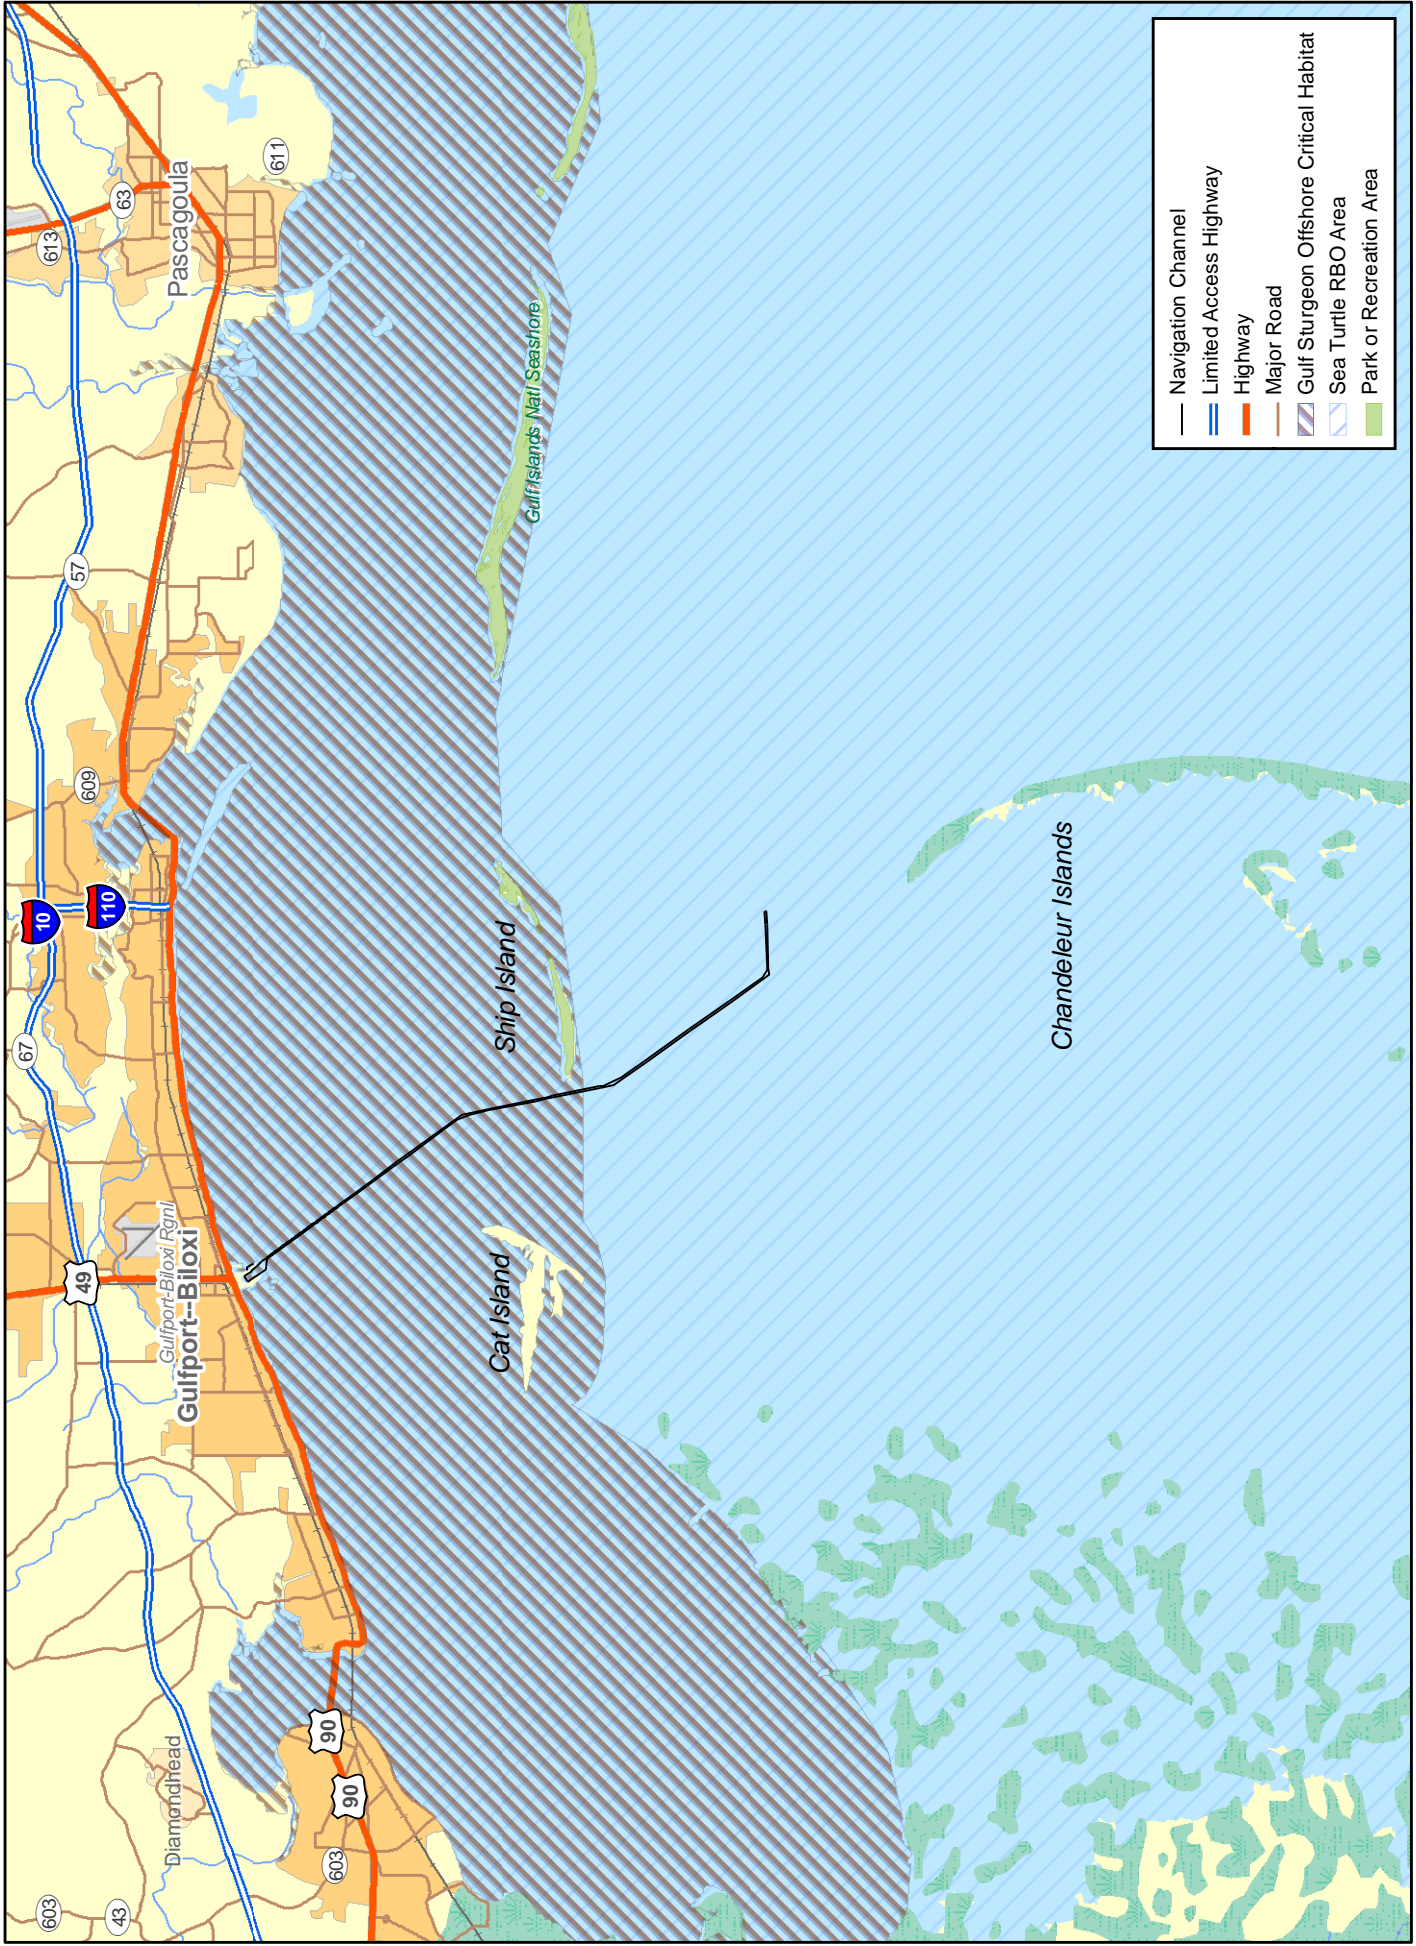 603
43
Diamondhead
603
90
90
49
Gulfport-Biloxi Rgnl
Gulfport--Biloxi
67
10
110
609
57
613
63
Pascagoula
611
Cat Island
Ship Island
Gulf Islands Natl Seashore
Chandeleur Islands
Navigation Channel
Limited Access Highway
Highway
Major Road
Gulf Sturgeon Offshore Critical Habitat
Sea Turtle RBO Area
Park or Recreation Area